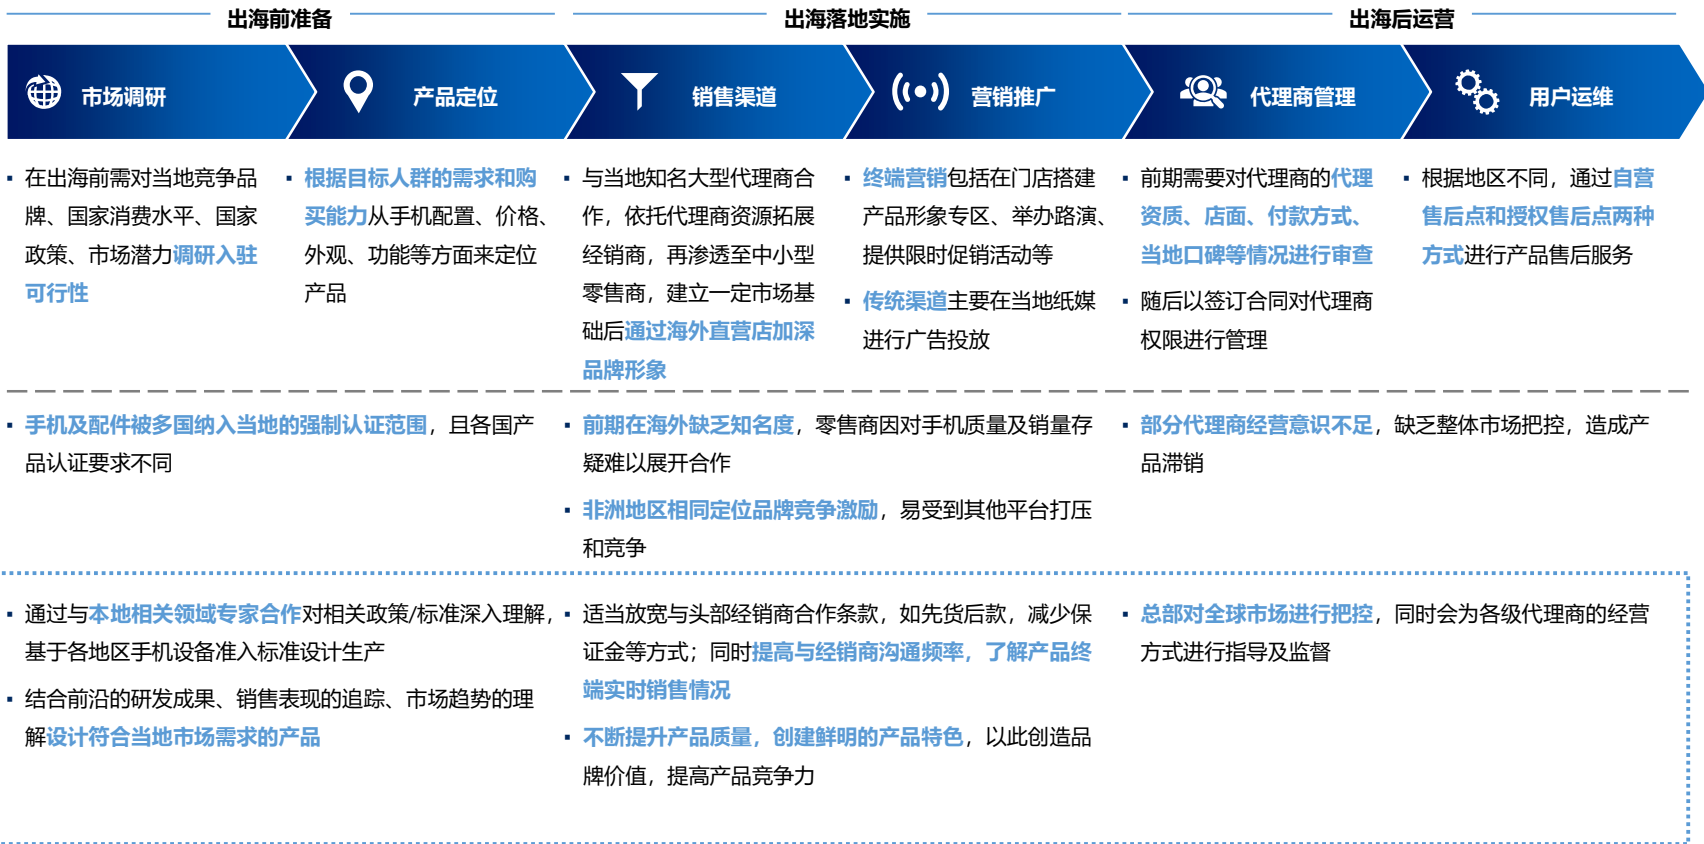 出海前准备
出海落地实施
出海后运营
市场调研
产品定位
销售渠道
营销推广
代理商管理
用户运维
▪ 在出海前需对当地竞争品
牌、国家消费水平、国家
政策、市场潜力调研入驻
可行性
▪ 根据目标人群的需求和购
买能力从手机配置、价格、
外观、功能等方面来定位
产品
▪ 与当地知名大型代理商合
作，依托代理商资源拓展
经销商，再渗透至中小型
零售商，建立一定市场基
础后通过海外直营店加深
品牌形象
▪ 终端营销包括在门店搭建
产品形象专区、举办路演、
提供限时促销活动等
▪ 传统渠道主要在当地纸媒
进行广告投放
▪ 前期需要对代理商的代理
资质、店面、付款方式、
当地口碑等情况进行审查
▪ 随后以签订合同对代理商
权限进行管理
▪ 根据地区不同，通过自营
售后点和授权售后点两种
方式进行产品售后服务
▪ 手机及配件被多国纳入当地的强制认证范围，且各国产
品认证要求不同
▪ 前期在海外缺乏知名度，零售商因对手机质量及销量存
疑难以展开合作
▪ 非洲地区相同定位品牌竞争激励，易受到其他平台打压
和竞争
▪ 部分代理商经营意识不足，缺乏整体市场把控，造成产
品滞销
▪ 通过与本地相关领域专家合作对相关政策/标准深入理解，
基于各地区手机设备准入标准设计生产
▪ 结合前沿的研发成果、销售表现的追踪、市场趋势的理
解设计符合当地市场需求的产品
▪ 适当放宽与头部经销商合作条款，如先货后款，减少保
证金等方式；同时提高与经销商沟通频率，了解产品终
端实时销售情况
▪ 不断提升产品质量，创建鲜明的产品特色，以此创造品
牌价值，提高产品竞争力
▪ 总部对全球市场进行把控，同时会为各级代理商的经营
方式进行指导及监督